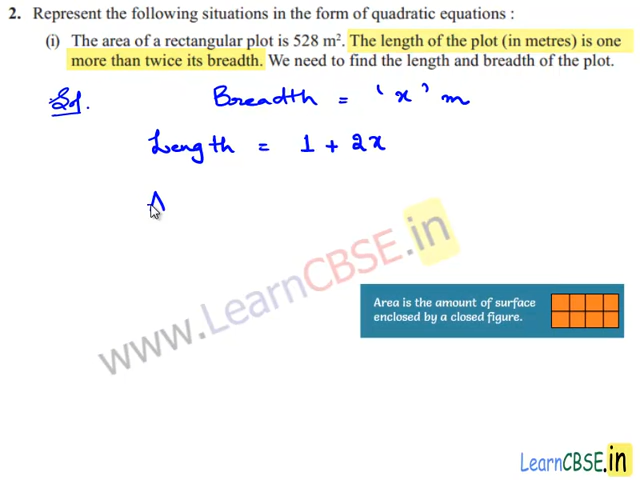 2. Represent the following situations in the form of quadratic equations :
(i) The area of a rectangular plot is 528 m². The length of the plot (in metres) is one
more than twice its breadth. We need to find the length and breadth of the plot.
Sol. Breadth = 'x' m
Length = 1 + 2x
A
www.LearnCBSE.in
Area is the amount of surface
enclosed by a closed figure.
LearnCBSE.in